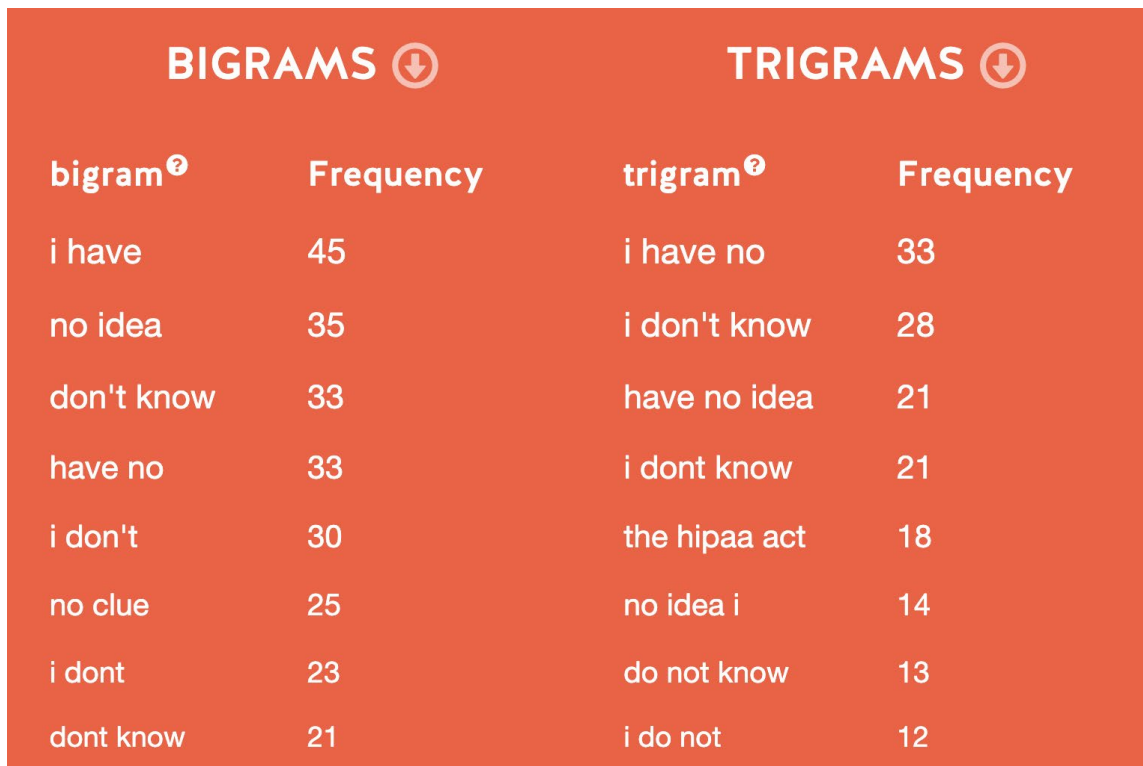 BIGRAMS TRIGRAMS
bigram? Frequency trigram? Frequency
i have 45 i have no 33
no idea 35 i don't know 28
don't know 33 have no idea 21
have no 33 i dont know 21
i don't 30 the hipaa act 18
no clue 25 no idea i 14
i dont 23 do not know 13
dont know 21 i do not 12